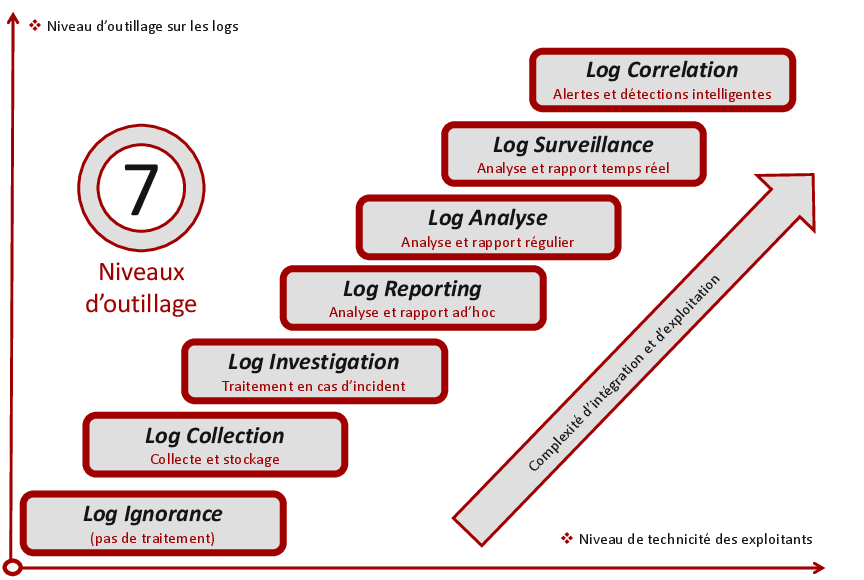 ❖ Niveau d’outillage sur les logs
Log Correlation
Alertes et détections intelligentes
Log Surveillance
Analyse et rapport temps réel
7
Niveaux
d’outillage
Log Analyse
Analyse et rapport régulier
Log Reporting
Analyse et rapport ad’hoc
Log Investigation
Traitement en cas d’incident
Log Collection
Collecte et stockage
Log Ignorance
(pas de traitement)
Complexité d’intégration et d’exploitation
❖ Niveau de technicité des exploitants